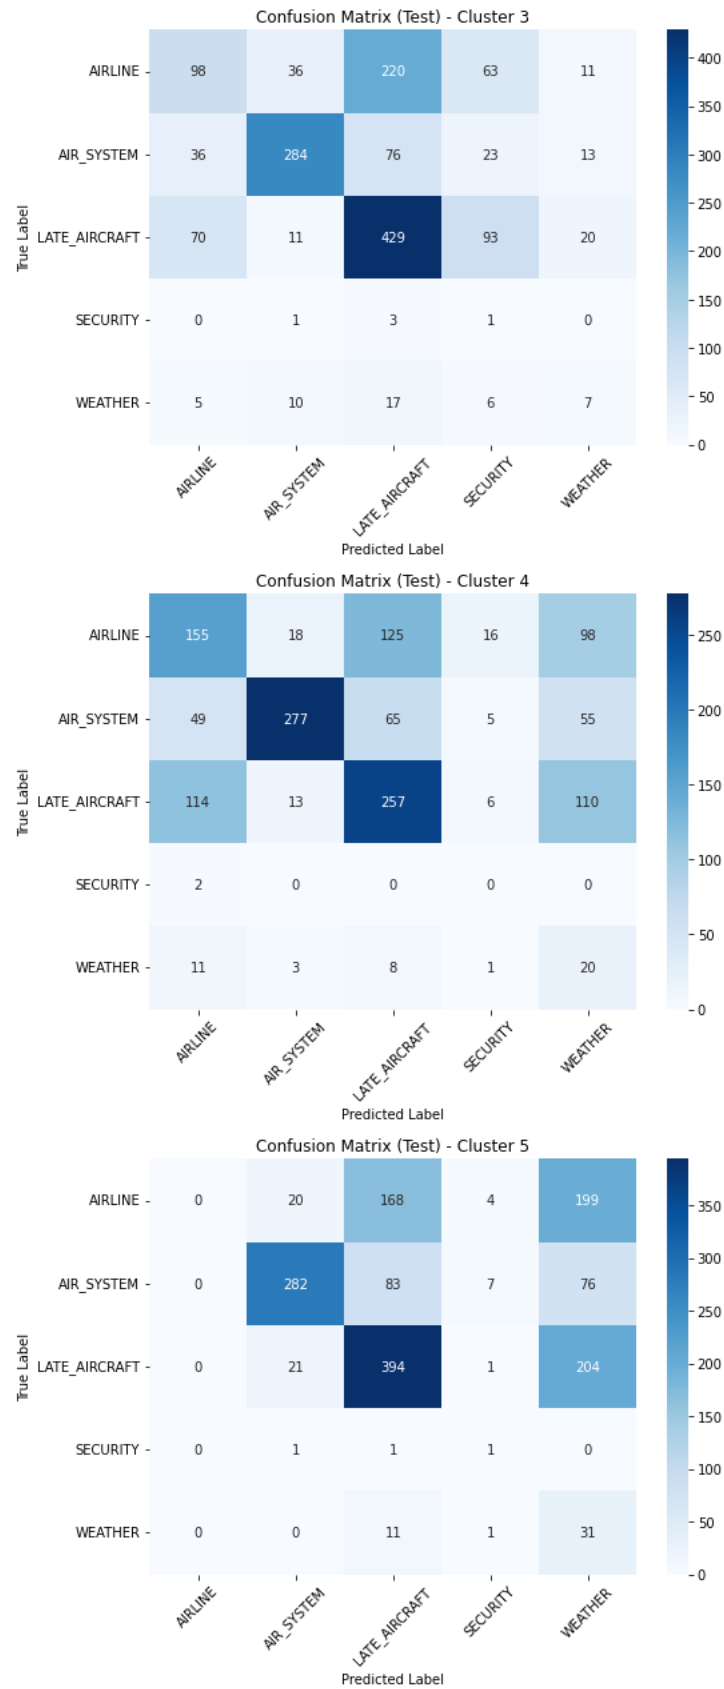 Confusion Matrix (Test) - Cluster 3
AIRLINE 98 36 220 63 11
AIR_SYSTEM 36 284 76 23 13
LATE_AIRCRAFT 70 11 429 93 20
SECURITY 0 1 3 1 0
WEATHER 5 10 17 6 7
True Label
AIRLINE AIR_SYSTEM LATE_AIRCRAFT SECURITY WEATHER
Predicted Label
400
350
300
250
200
150
100
50
0
Confusion Matrix (Test) - Cluster 4
AIRLINE 155 18 125 16 98
AIR_SYSTEM 49 277 65 5 55
LATE_AIRCRAFT 114 13 257 6 110
SECURITY 2 0 0 0 0
WEATHER 11 3 8 1 20
True Label
AIRLINE AIR_SYSTEM LATE_AIRCRAFT SECURITY WEATHER
Predicted Label
250
200
150
100
50
0
Confusion Matrix (Test) - Cluster 5
AIRLINE 0 20 168 4 199
AIR_SYSTEM 0 282 83 7 76
LATE_AIRCRAFT 0 21 394 1 204
SECURITY 0 1 1 1 0
WEATHER 0 0 11 1 31
True Label
AIRLINE AIR_SYSTEM LATE_AIRCRAFT SECURITY WEATHER
Predicted Label
350
300
250
200
150
100
50
0